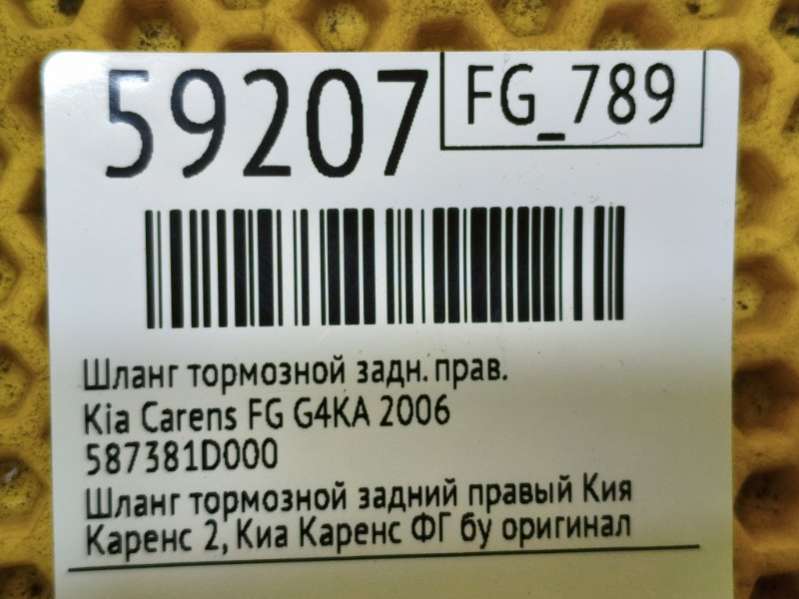 59207
FG_789
Шланг тормозной задн. прав.
Kia Carens FG G4KA 2006
587381D000
Шланг тормозной задний правый Кия
Каренс 2, Киа Каренс ФГ бу оригинал